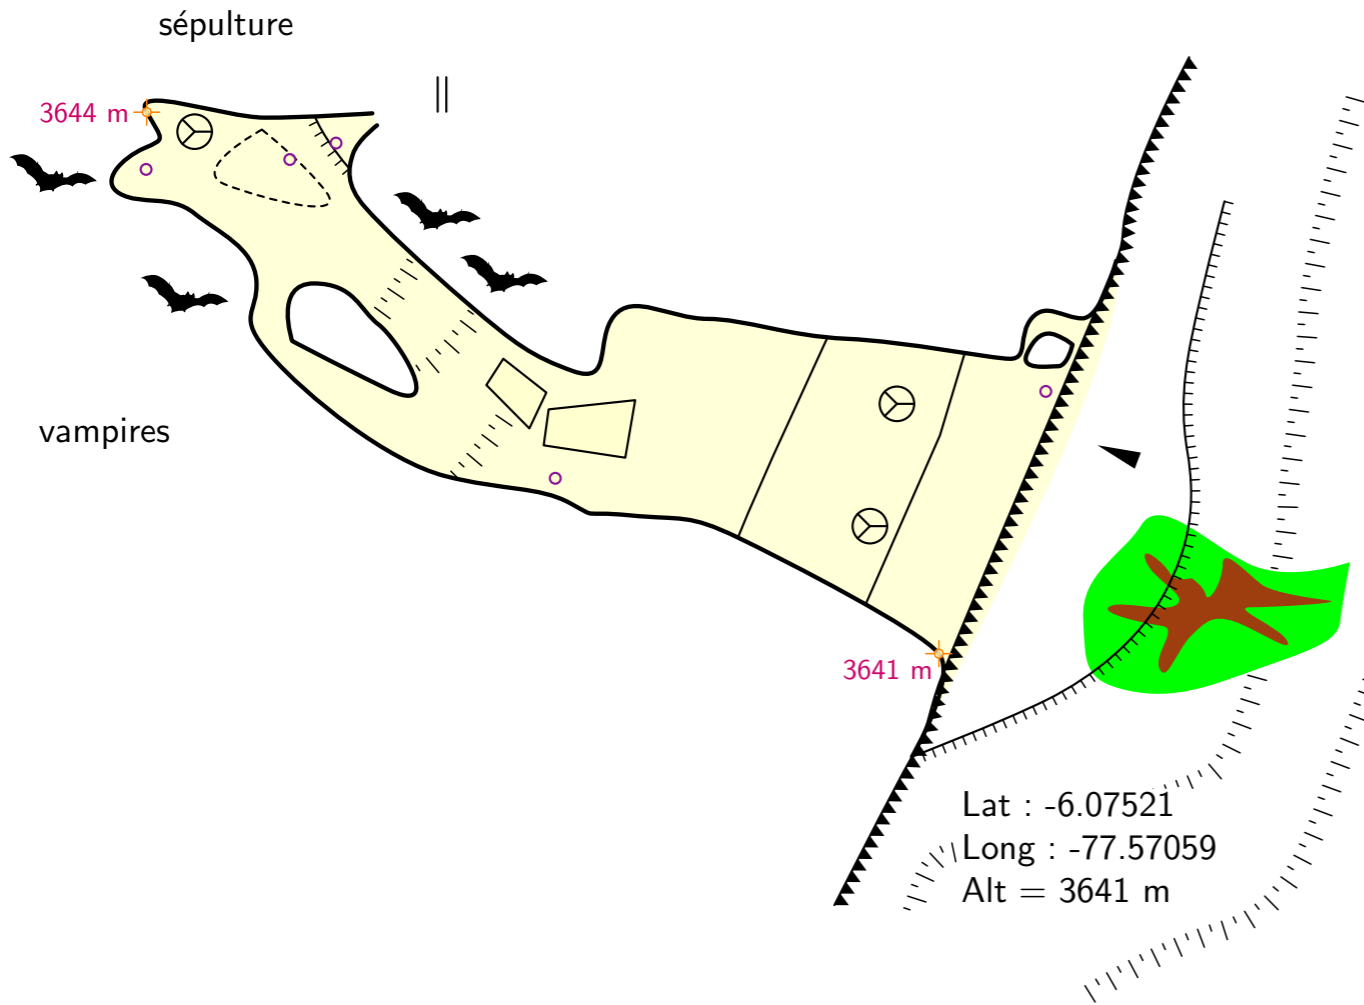 sépulture
3644 m
vampires
3641 m
Lat : -6.07521
Long : -77.57059
Alt = 3641 m